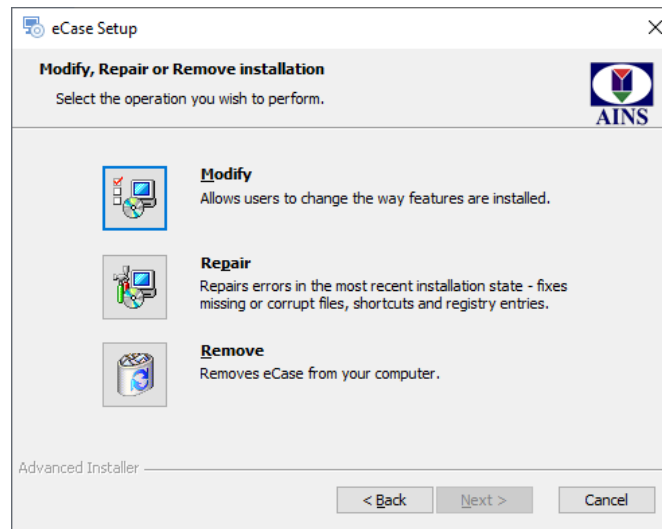 eCase Setup
Modify, Repair or Remove installation
Select the operation you wish to perform.
AINS
Modify
Allows users to change the way features are installed.
Repair
Repairs errors in the most recent installation state - fixes
missing or corrupt files, shortcuts and registry entries.
Remove
Removes eCase from your computer.
Advanced Installer
< Back
Next >
Cancel